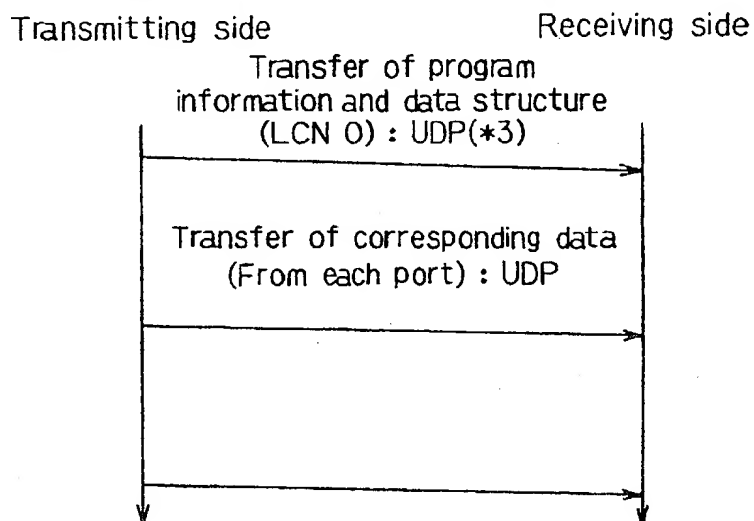 Transmitting side
Receiving side
Transfer of program
information and data structure
(LCN 0) : UDP(*3)
Transfer of corresponding data
(From each port) : UDP